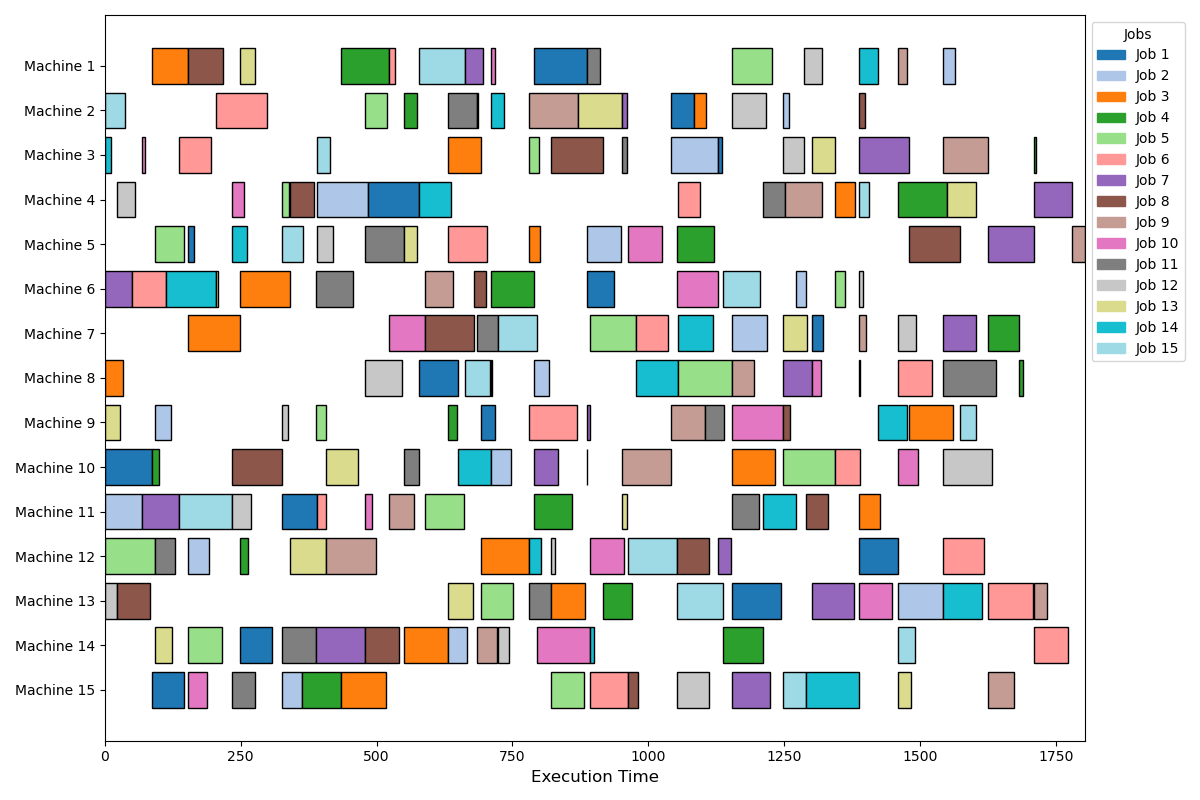 Machine 1
Machine 2
Machine 3
Machine 4
Machine 5
Machine 6
Machine 7
Machine 8
Machine 9
Machine 10
Machine 11
Machine 12
Machine 13
Machine 14
Machine 15
0 250 500 750 1000 1250 1500 1750
Execution Time
Jobs
Job 1
Job 2
Job 3
Job 4
Job 5
Job 6
Job 7
Job 8
Job 9
Job 10
Job 11
Job 12
Job 13
Job 14
Job 15